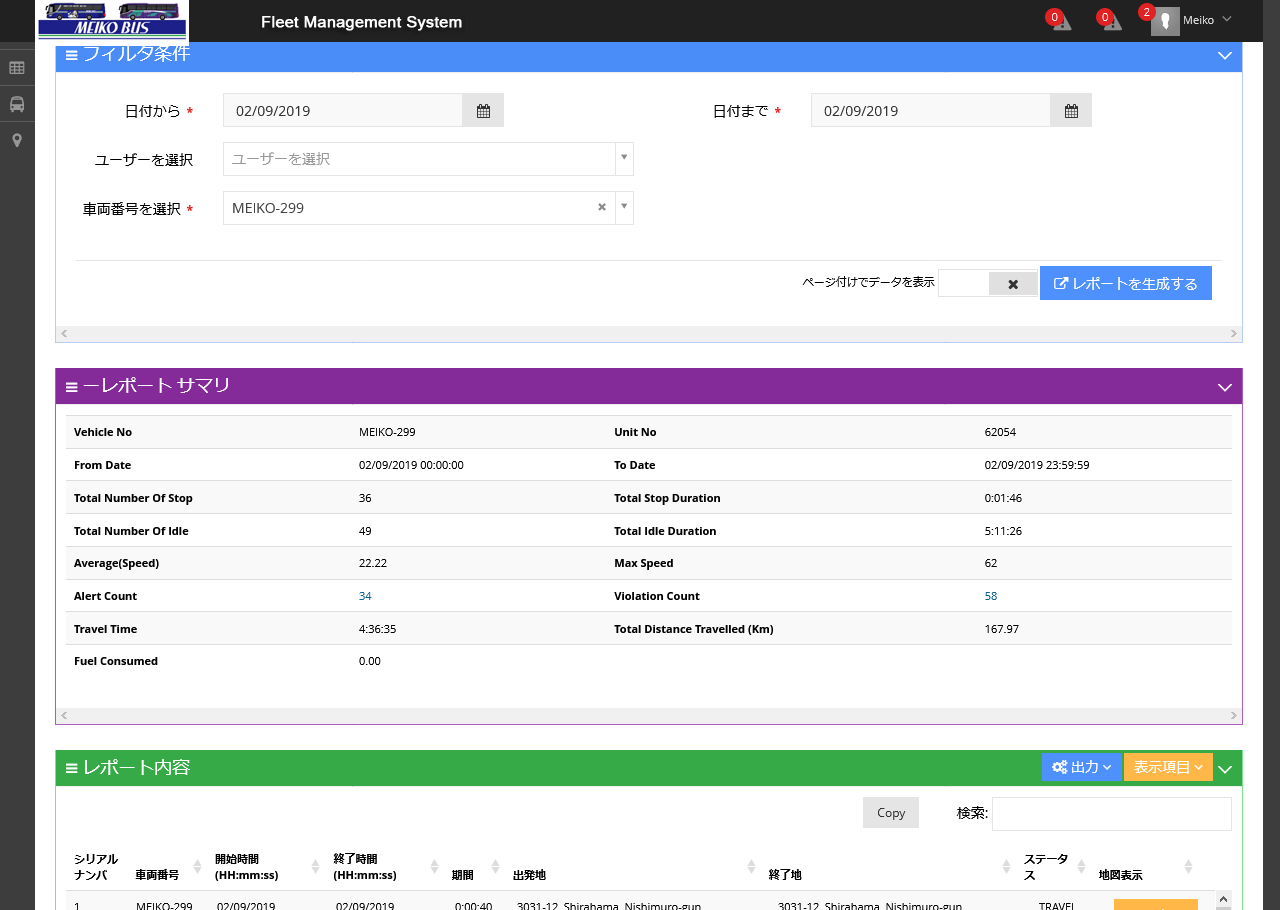 MEIKO BUS
Fleet Management System
0
0
2
Meiko
フィルタ条件
日付から *
02/09/2019
日付まで *
02/09/2019
ユーザーを選択
ユーザーを選択
車両番号を選択 *
MEIKO-299
ページ付けでデータを表示
レポートを生成する
ーレポート サマリ
Vehicle No MEIKO-299 Unit No 62054
From Date 02/09/2019 00:00:00 To Date 02/09/2019 23:59:59
Total Number Of Stop 36 Total Stop Duration 0:01:46
Total Number Of Idle 49 Total Idle Duration 5:11:26
Average(Speed) 22.22 Max Speed 62
Alert Count 34 Violation Count 58
Travel Time 4:36:35 Total Distance Travelled (Km) 167.97
Fuel Consumed 0.00
レポート内容
出力
表示項目
Copy
検索:
シリアル
ナンバ
車両番号
開始時間
(HH:mm:ss)
終了時間
(HH:mm:ss)
期間
出発地
終了地
ステータ
ス
地図表示
1 MEIKO-299 02/09/2019 02/09/2019 0:00:40 3031-12, Shirahama, Nishimuro-gun, 3031-12, Shirahama, Nishimuro-gun, TRAVEL